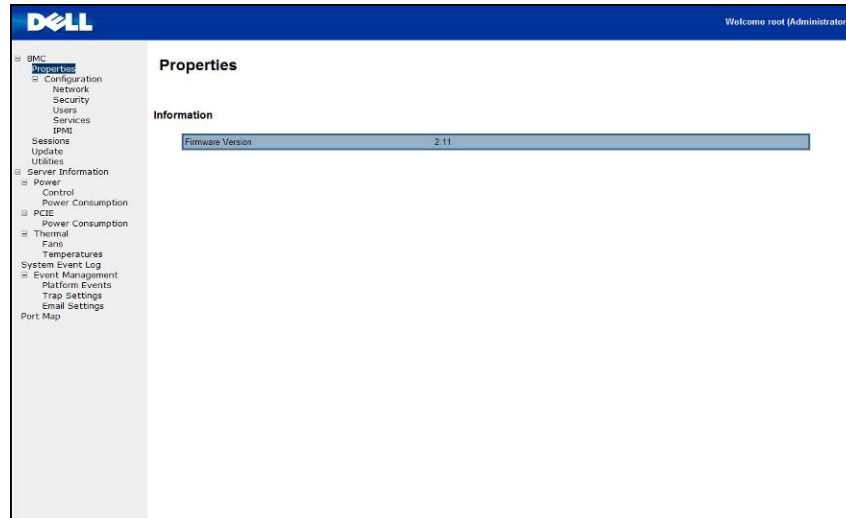 DELL
Welcome root (Administrator
BMC
Properties
Configuration
Network
Security
Users
Services
IPMI
Sessions
Update
Utilities
Server Information
Power
Control
Power Consumption
PCIE
Power Consumption
Thermal
Fans
Temperatures
System Event Log
Event Management
Platform Events
Trap Settings
Email Settings
Port Map
Properties
Information
Firmware Version 2.11